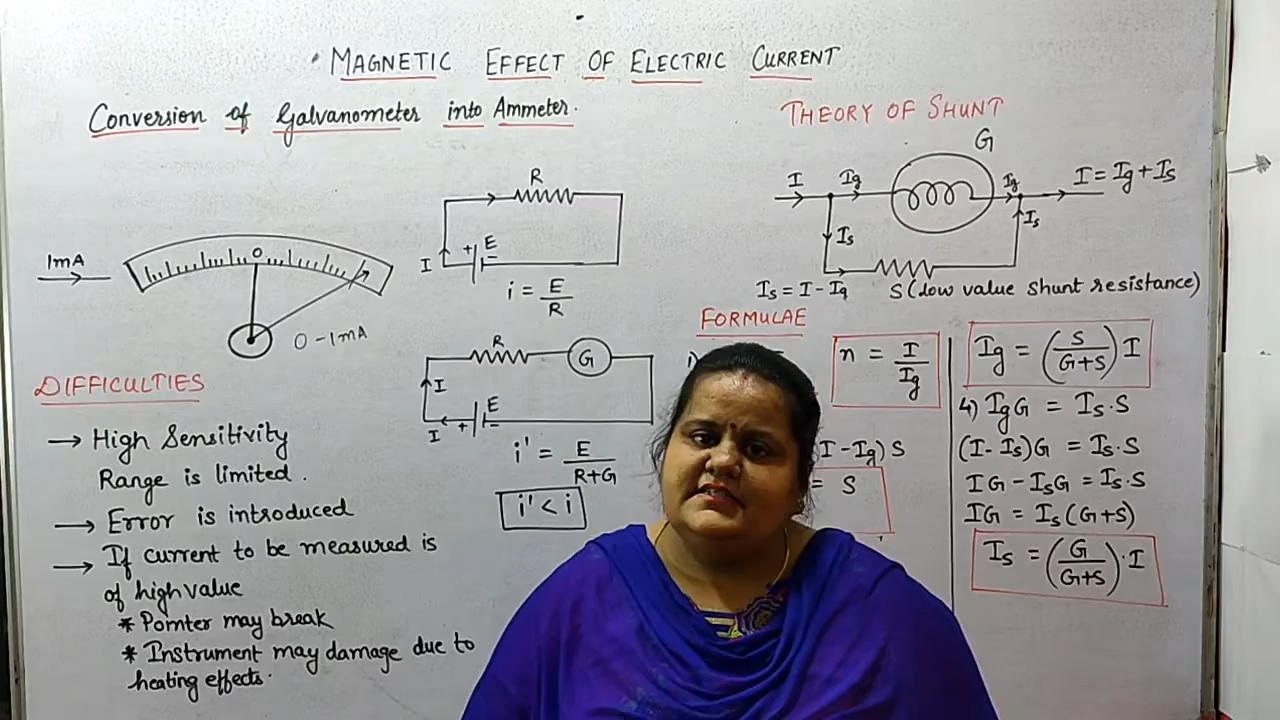 MAGNETIC EFFECT OF ELECTRIC CURRENT
Conversion of Galvanometer into Ammeter.
1mA
0
0-1mA
DIFFICULTIES
→ High Sensitivity
Range is limited.
→ Error is introduced
→ If current to be measured is
of high value
* Pointer may break
* Instrument may damage due to
heating effects.
R
I
+ E -
i = E/R
R
G
I
I
+ E -
i' = E/(R+G)
i' < i
THEORY OF SHUNT
G
I
Ig
Ig
I = Ig + Is
Is
Is
Is = I - Ig
S (low value shunt resistance)
FORMULAE
n = I/Ig
I - Ig) S
= S
Ig = (S/(G+S)) I
4) IgG = Is.S
(I - Is)G = Is.S
IG - IsG = Is.S
IG = Is(G+S)
Is = (G/(G+S)).I